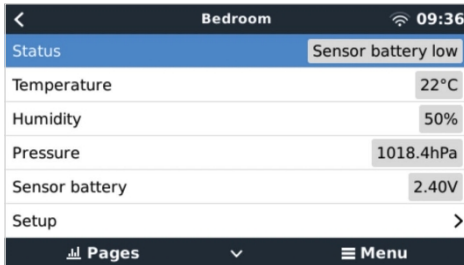 Bedroom 09:36
Status Sensor battery low
Temperature 22°C
Humidity 50%
Pressure 1018.4hPa
Sensor battery 2.40V
Setup
Pages Menu